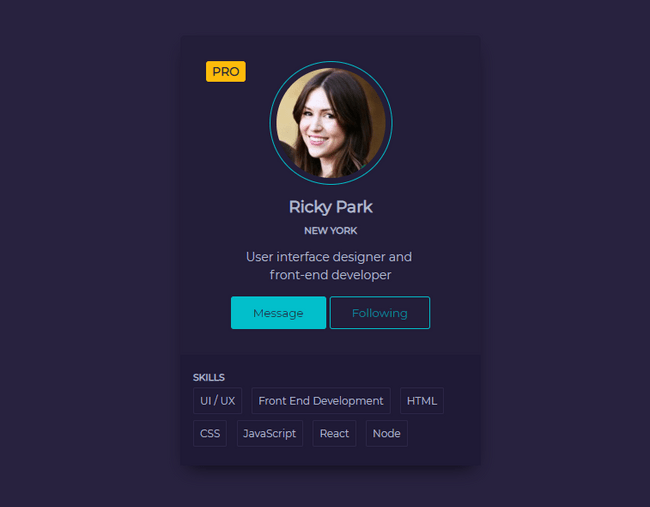 PRO
Ricky Park
NEW YORK
User interface designer and
front-end developer
Message Following
SKILLS
UI / UX Front End Development HTML
CSS JavaScript React Node